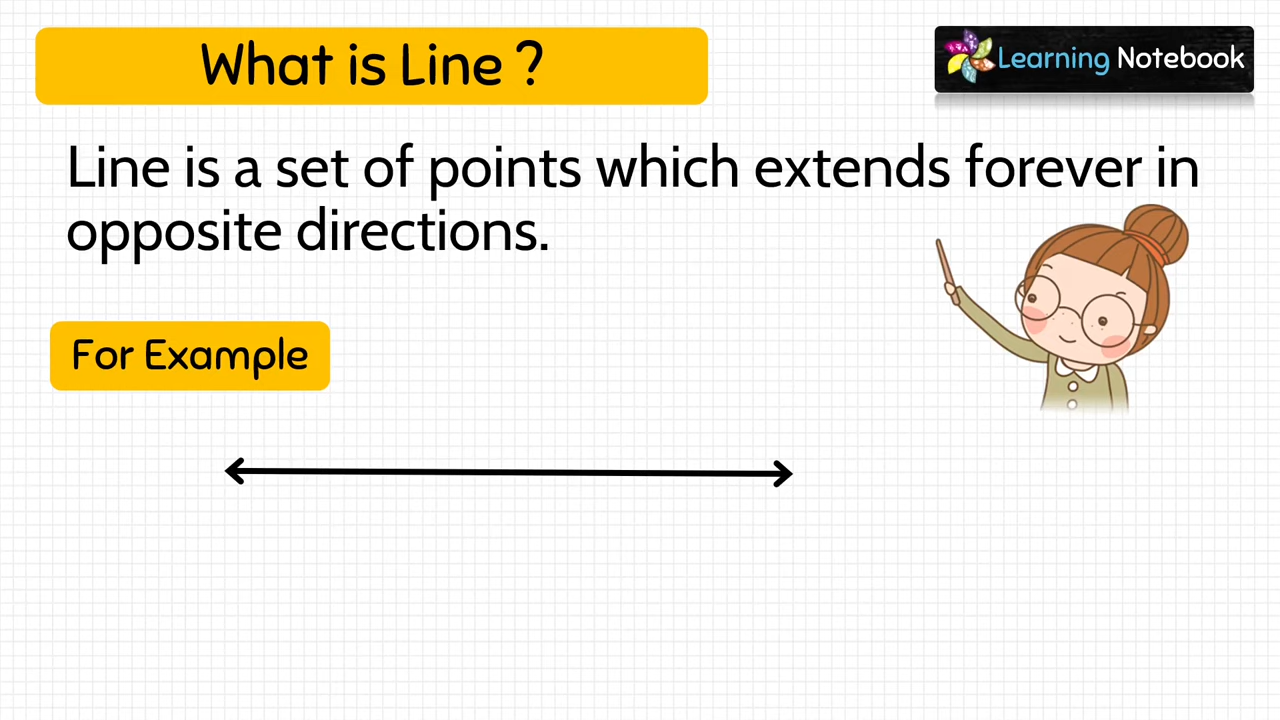 What is Line ?
Learning Notebook
Line is a set of points which extends forever in
opposite directions.
For Example